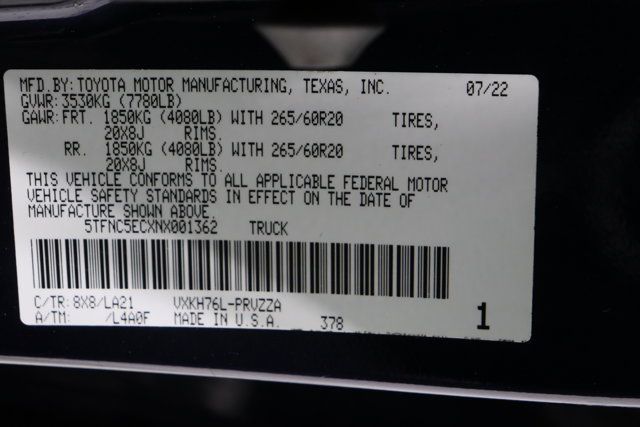 MFD.BY:TOYOTA MOTOR MANUFACTURING, TEXAS, INC. 07/22
GVWR:3530KG (7780LB)
GAWR:FRT. 1850KG (4080LB) WITH 265/60R20 TIRES,
20X8J RIMS.
RR. 1850KG (4080LB) WITH 265/60R20 TIRES,
20X8J RIMS.
THIS VEHICLE CONFORMS TO ALL APPLICABLE FEDERAL MOTOR
VEHICLE SAFETY STANDARDS IN EFFECT ON THE DATE OF
MANUFACTURE SHOWN ABOVE.
5TFNC5ECXNX001362 TRUCK
C/TR:8X8/LA21 VXKH76L-PRVZZA
A/TM: /L4A0F MADE IN U.S.A. 378 1